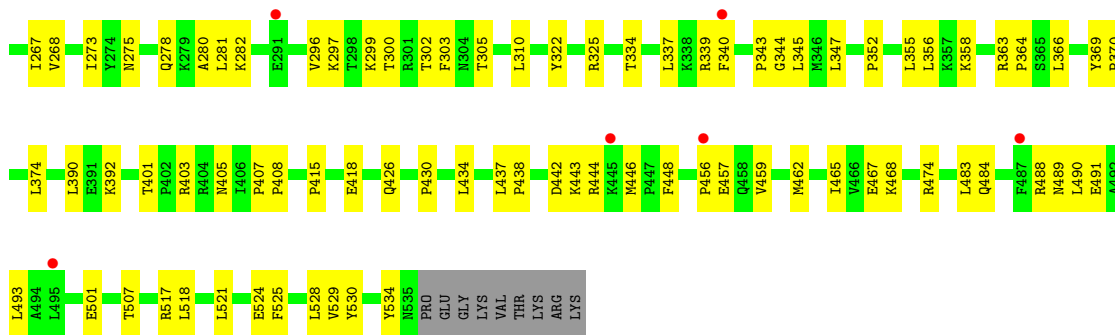 I267 V268 I273 Y274 N275 Q278 K279 A280 L281 K282 E291 V296 K297 T298 K299 T300 R301 T302 F303 N304 T305 L310 Y322 R325 T334 L337 K338 R339 F340 P343 G344 L345 M346 L347 P352 L355 L356 K357 K358 R363 P364 S365 L366 Y369
L374 L390 E391 K392 T401 P402 R403 R404 N405 I406 P407 P408 P415 E418 Q426 P430 L434 L437 P438 D442 K443 R444 K445 M446 P447 F448 P456 E457 Q458 V459 M462 I465 V466 E467 K468 R474 L483 Q484 F487 R488 N489 L490 E491
L493 A494 L495 E501 T507 R517 L518 L521 E524 F525 L528 V529 Y530 Y534 N535 PRO GLU GLY LYS VAL THR LYS ARG LYS